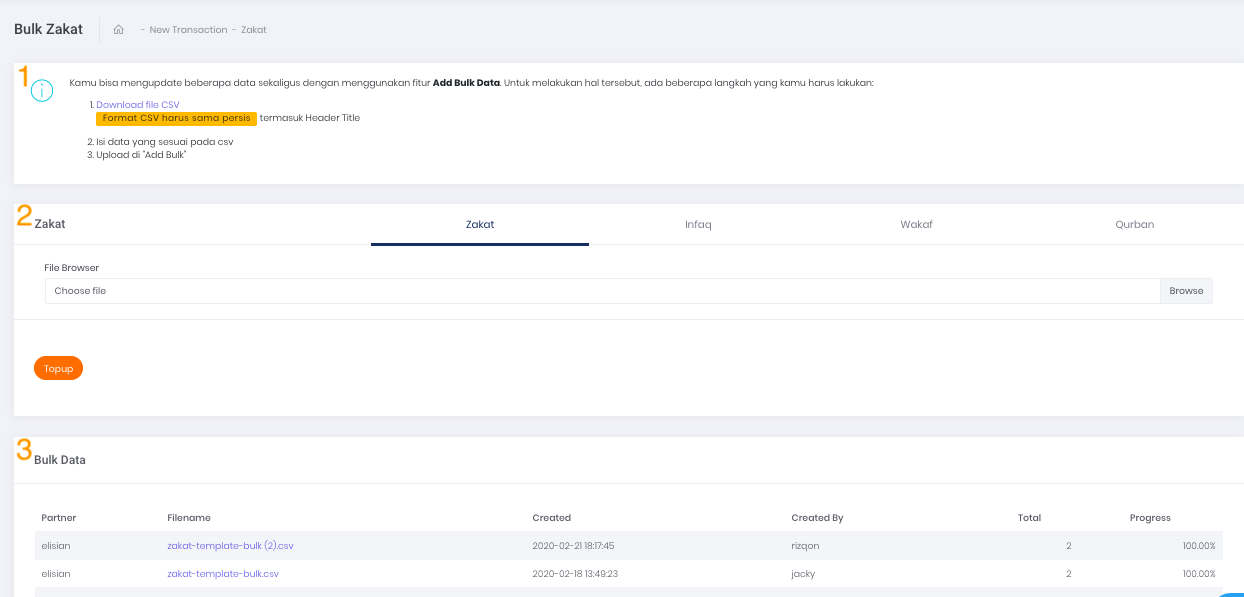 Bulk Zakat - New Transaction - Zakat
1
Kamu bisa mengupdate beberapa data sekaligus dengan menggunakan fitur Add Bulk Data. Untuk melakukan hal tersebut, ada beberapa langkah yang kamu harus lakukan:
1. Download file CSV
Format CSV harus sama persis termasuk Header Title
2. Isi data yang sesuai pada csv
3. Upload di "Add Bulk"
2
Zakat Zakat Infaq Wakaf Qurban
File Browser
Choose file Browse
Topup
3
Bulk Data
Partner Filename Created Created By Total Progress
elisian zakat-template-bulk (2).csv 2020-02-21 18:17:45 rizqon 2 100.00%
elisian zakat-template-bulk.csv 2020-02-18 13:49:23 jacky 2 100.00%